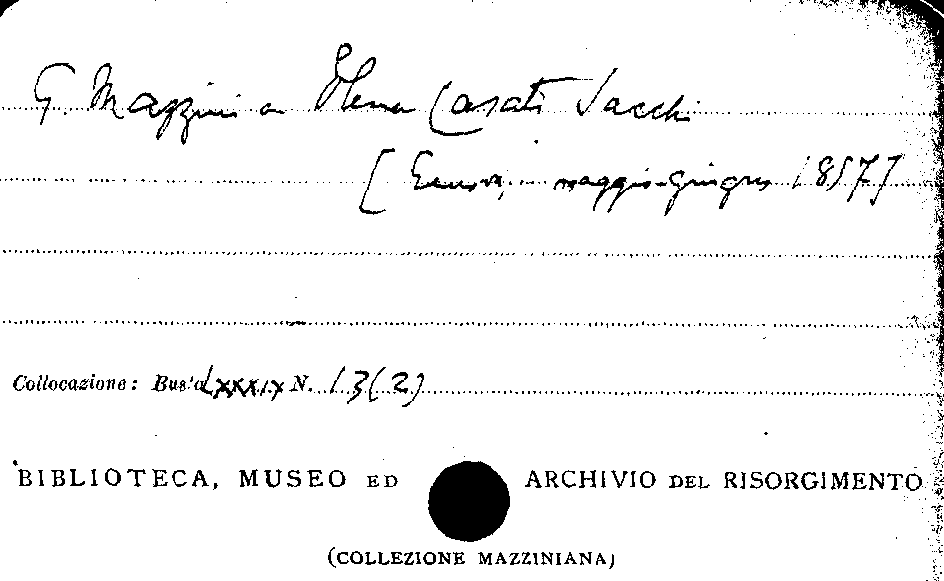 G. Mazzini a Elena Casati Sacchi
[Genova, maggio-giugno 1857]
Collocazione: Busta LXXXIX N. 13(2)
BIBLIOTECA, MUSEO ED ARCHIVIO DEL RISORGIMENTO
(COLLEZIONE MAZZINIANA)